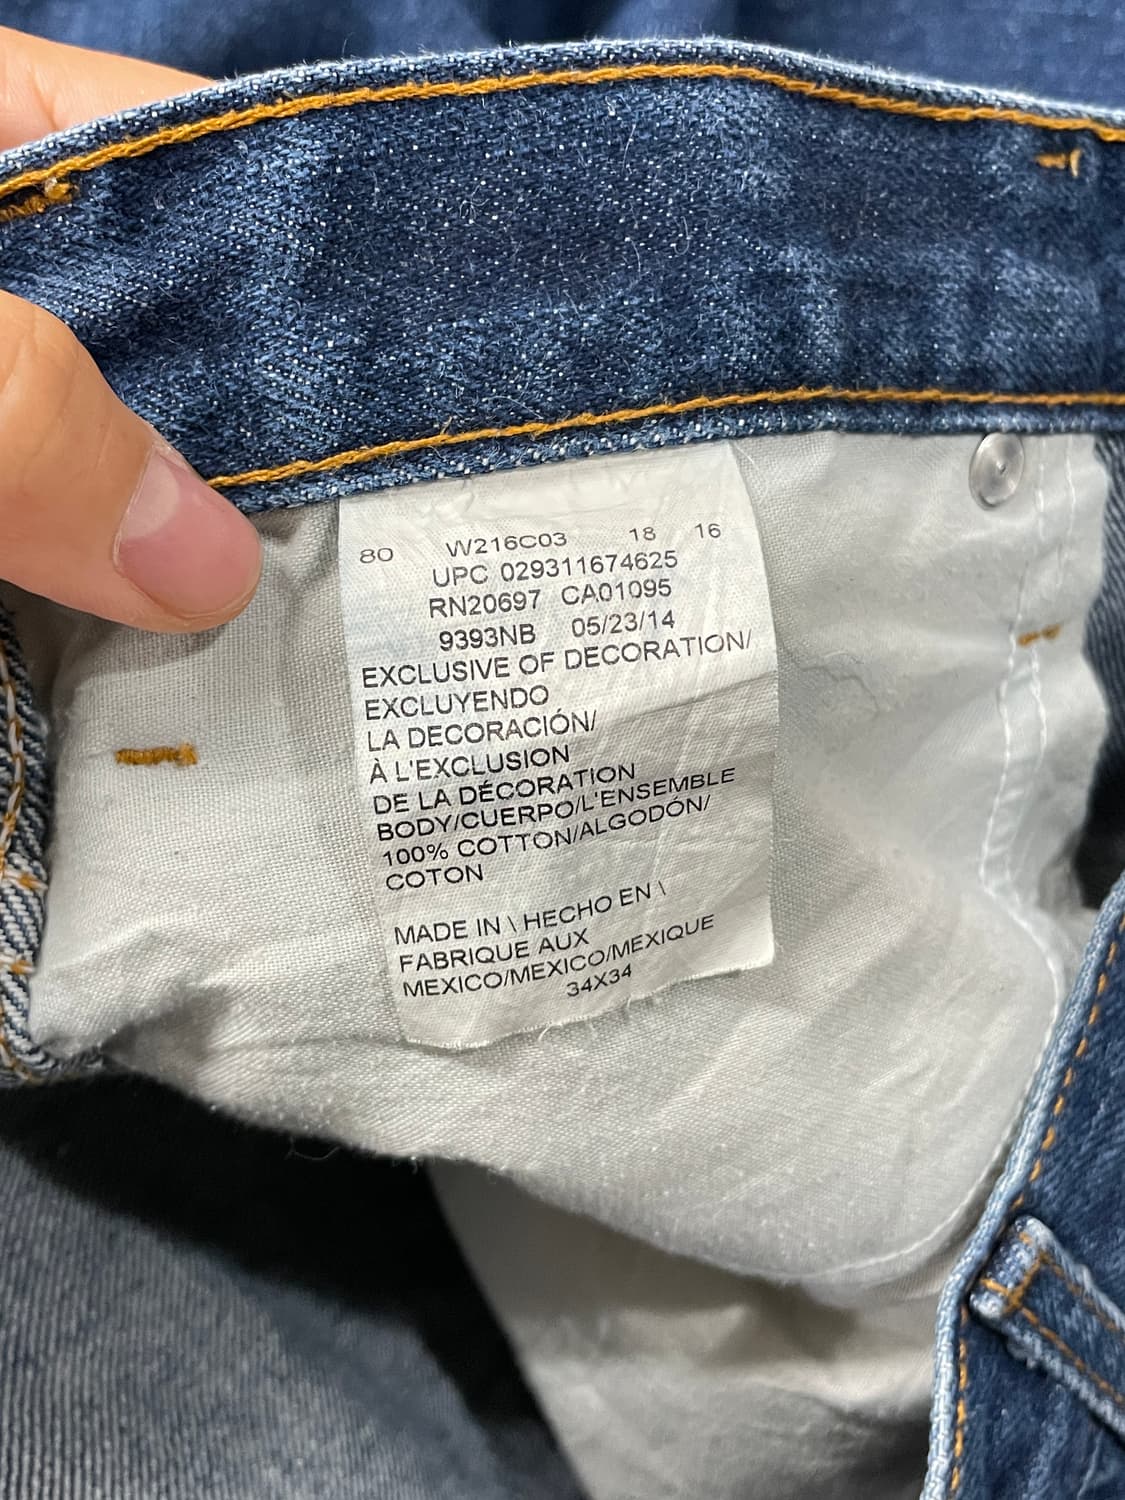 80 W216C03 18 16
UPC 029311674625
RN20697 CA01095
9393NB 05/23/14
EXCLUSIVE OF DECORATION/
EXCLUYENDO
LA DECORACIÓN/
À L'EXCLUSION
DE LA DÉCORATION
BODY/CUERPO/L'ENSEMBLE
100% COTTON/ALGODÓN/
COTON
MADE IN \ HECHO EN \
FABRIQUE AUX
MEXICO/MEXICO/MEXIQUE
34X34